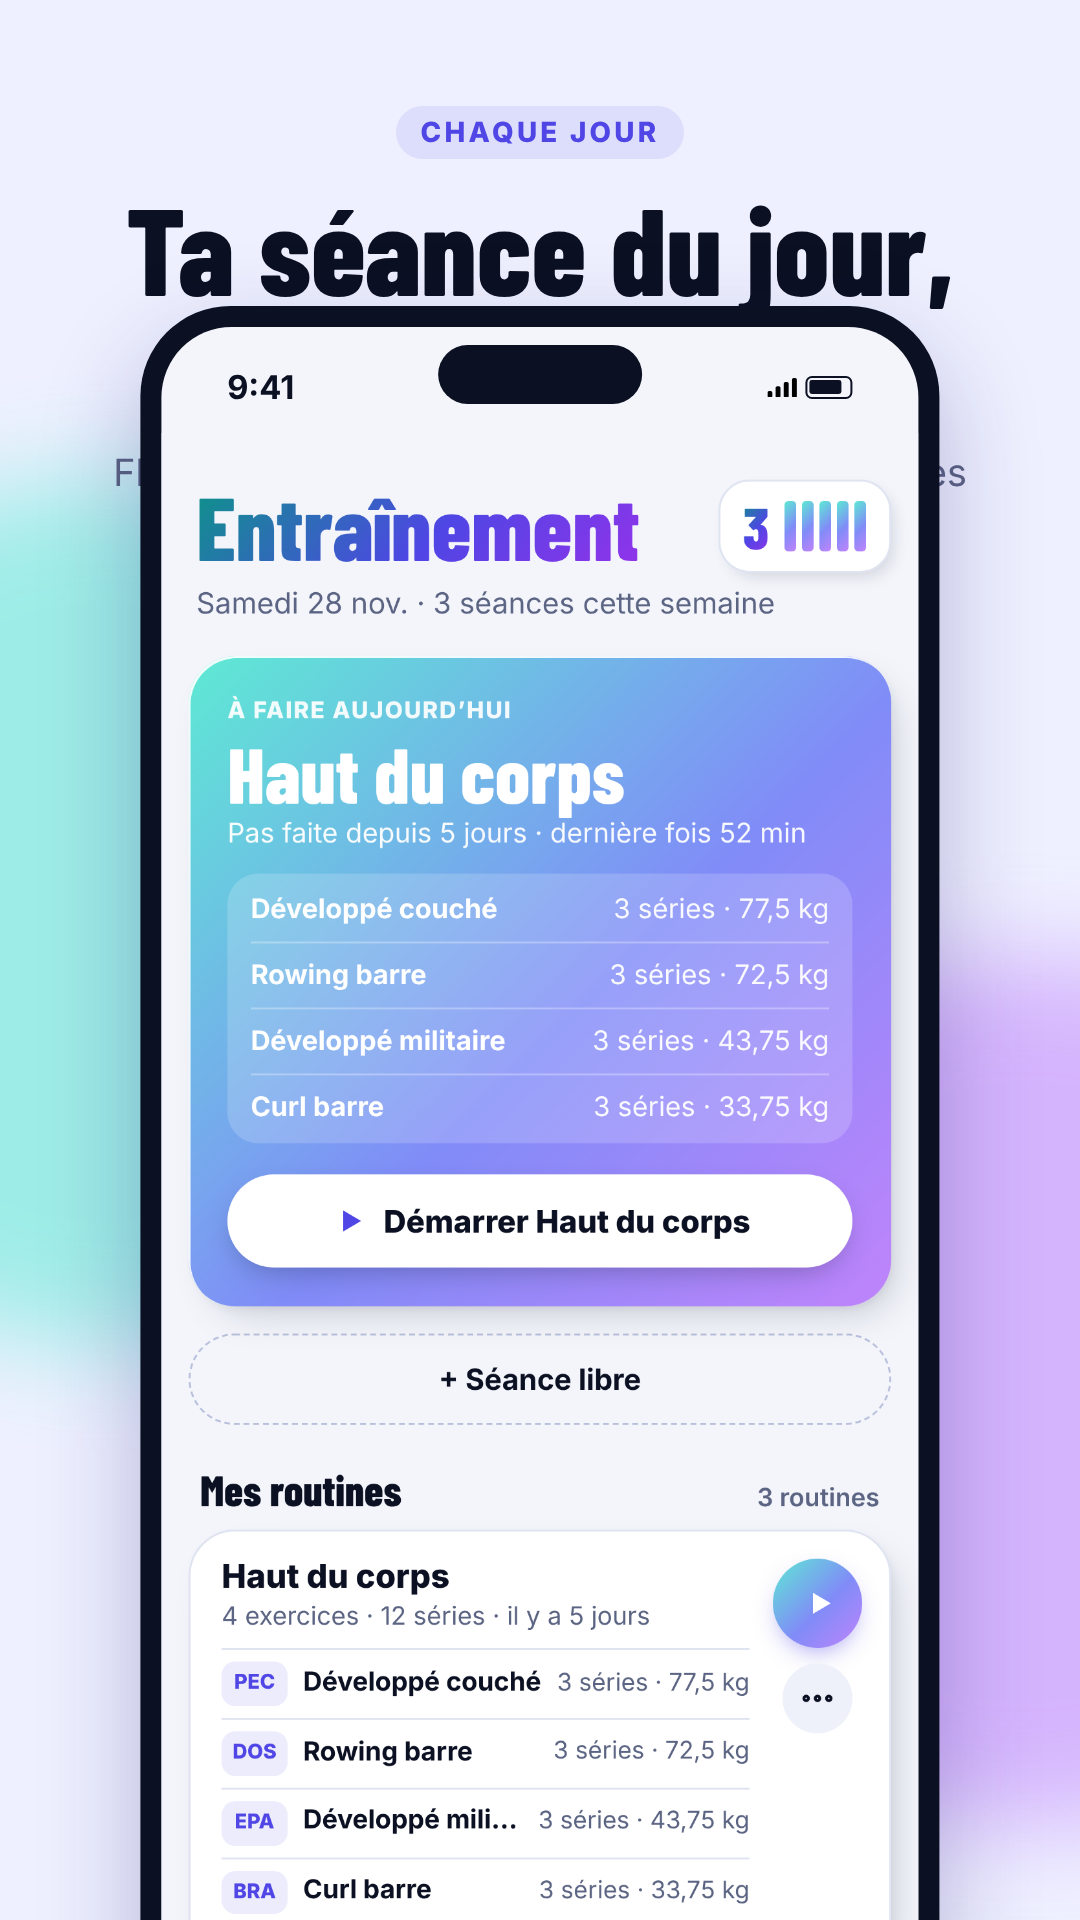 CHAQUE JOUR
Ta séance du jour,
9:41
Entraînement
3
Samedi 28 nov. · 3 séances cette semaine
À FAIRE AUJOURD’HUI
Haut du corps
Pas faite depuis 5 jours · dernière fois 52 min
Développé couché 3 séries · 77,5 kg
Rowing barre 3 séries · 72,5 kg
Développé militaire 3 séries · 43,75 kg
Curl barre 3 séries · 33,75 kg
Démarrer Haut du corps
+ Séance libre
Mes routines 3 routines
Haut du corps
4 exercices · 12 séries · il y a 5 jours
PEC Développé couché 3 séries · 77,5 kg
DOS Rowing barre 3 séries · 72,5 kg
EPA Développé mili... 3 séries · 43,75 kg
BRA Curl barre 3 séries · 33,75 kg